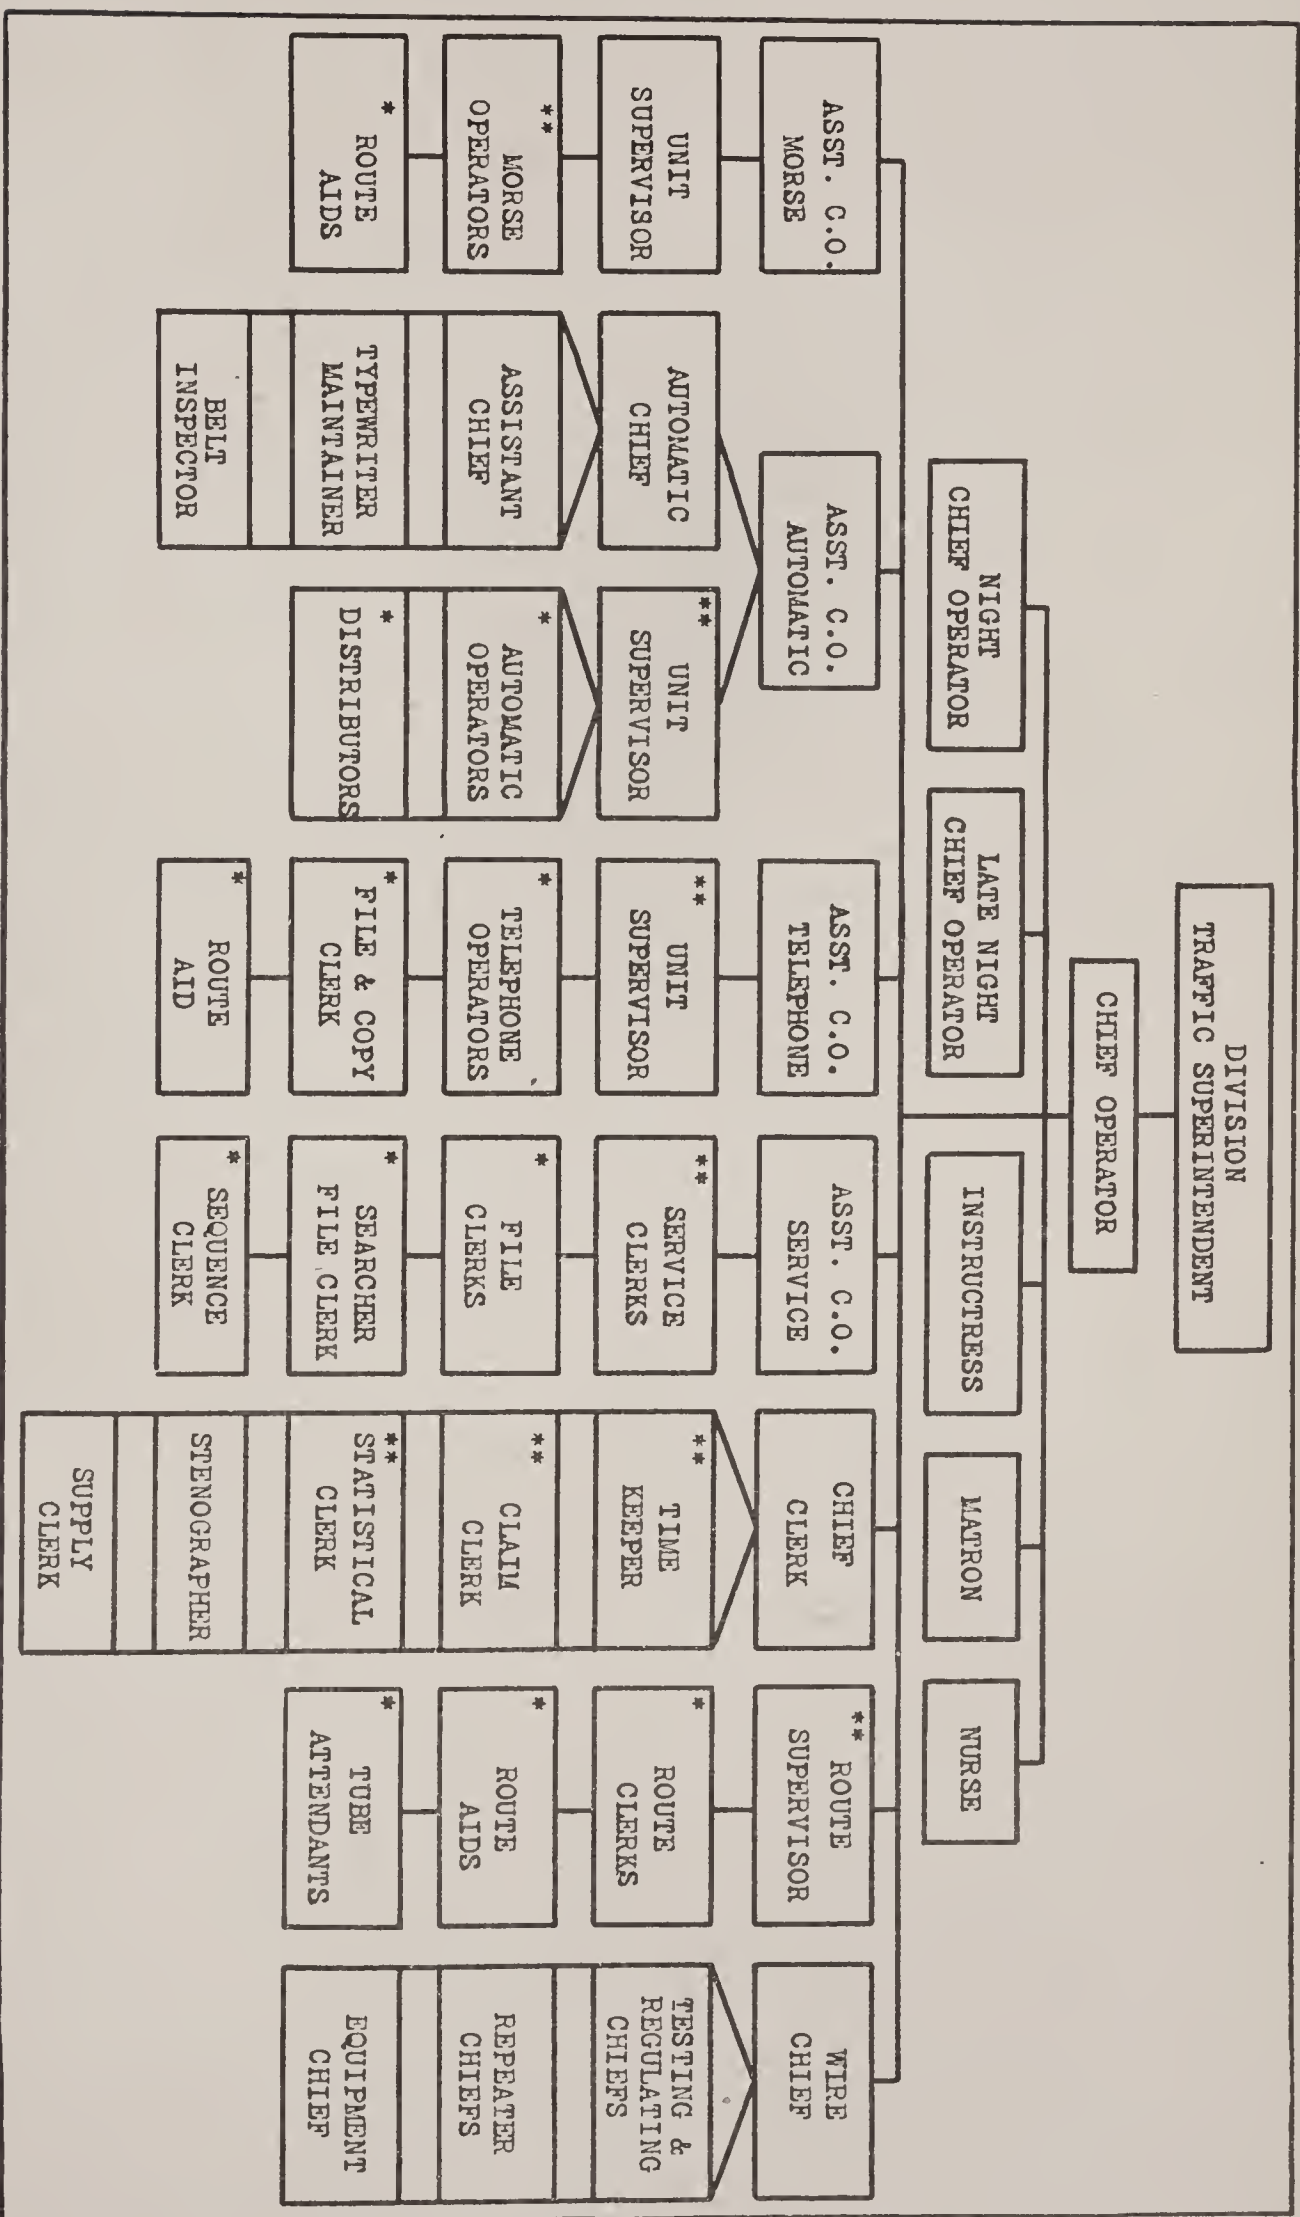 DIVISION
TRAFFIC SUPERINTENDENT
CHIEF OPERATOR
NIGHT
CHIEF OPERATOR
LATE NIGHT
CHIEF OPERATOR
INSTRUCTRESS
MATRON
NURSE
ASST. C.O.
MORSE
UNIT
SUPERVISOR
** MORSE
OPERATORS
* ROUTE
AIDS
ASST. C.O.
AUTOMATIC
AUTOMATIC
CHIEF
ASSISTANT
CHIEF
TYPEWRITER
MAINTAINER
BELT
INSPECTOR
** UNIT
SUPERVISOR
* AUTOMATIC
OPERATORS
*
DISTRIBUTORS
ASST. C.O.
TELEPHONE
** UNIT
SUPERVISOR
* TELEPHONE
OPERATORS
* FILE & COPY
CLERK
* ROUTE
AID
ASST. C.O.
SERVICE
** SERVICE
CLERKS
* FILE
CLERKS
* SEARCHER
FILE CLERK
* SEQUENCE
CLERK
CHIEF
CLERK
** TIME
KEEPER
** CLAIM
CLERK
**
STATISTICAL
CLERK
STENOGRAPHER
SUPPLY
CLERK
** ROUTE
SUPERVISOR
* ROUTE
CLERKS
* ROUTE
AIDS
* TUBE
ATTENDANTS
WIRE
CHIEF
TESTING &
REGULATING
CHIEFS
REPEATER
CHIEFS
EQUIPMENT
CHIEF